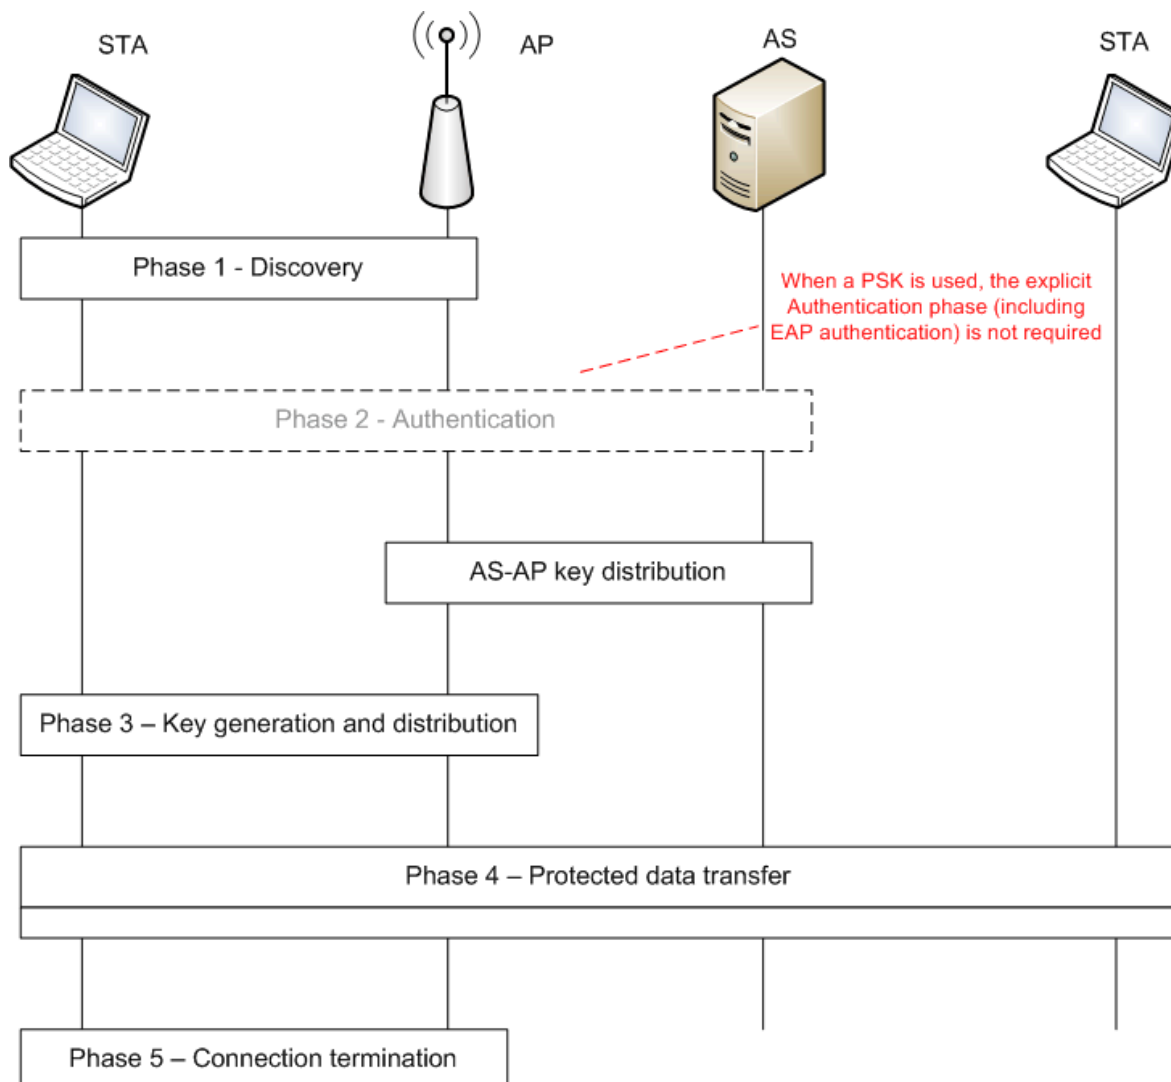 STA
AP
AS
STA
Phase 1 - Discovery
When a PSK is used, the explicit
Authentication phase (including
EAP authentication) is not required
Phase 2 - Authentication
AS-AP key distribution
Phase 3 – Key generation and distribution
Phase 4 – Protected data transfer
Phase 5 – Connection termination